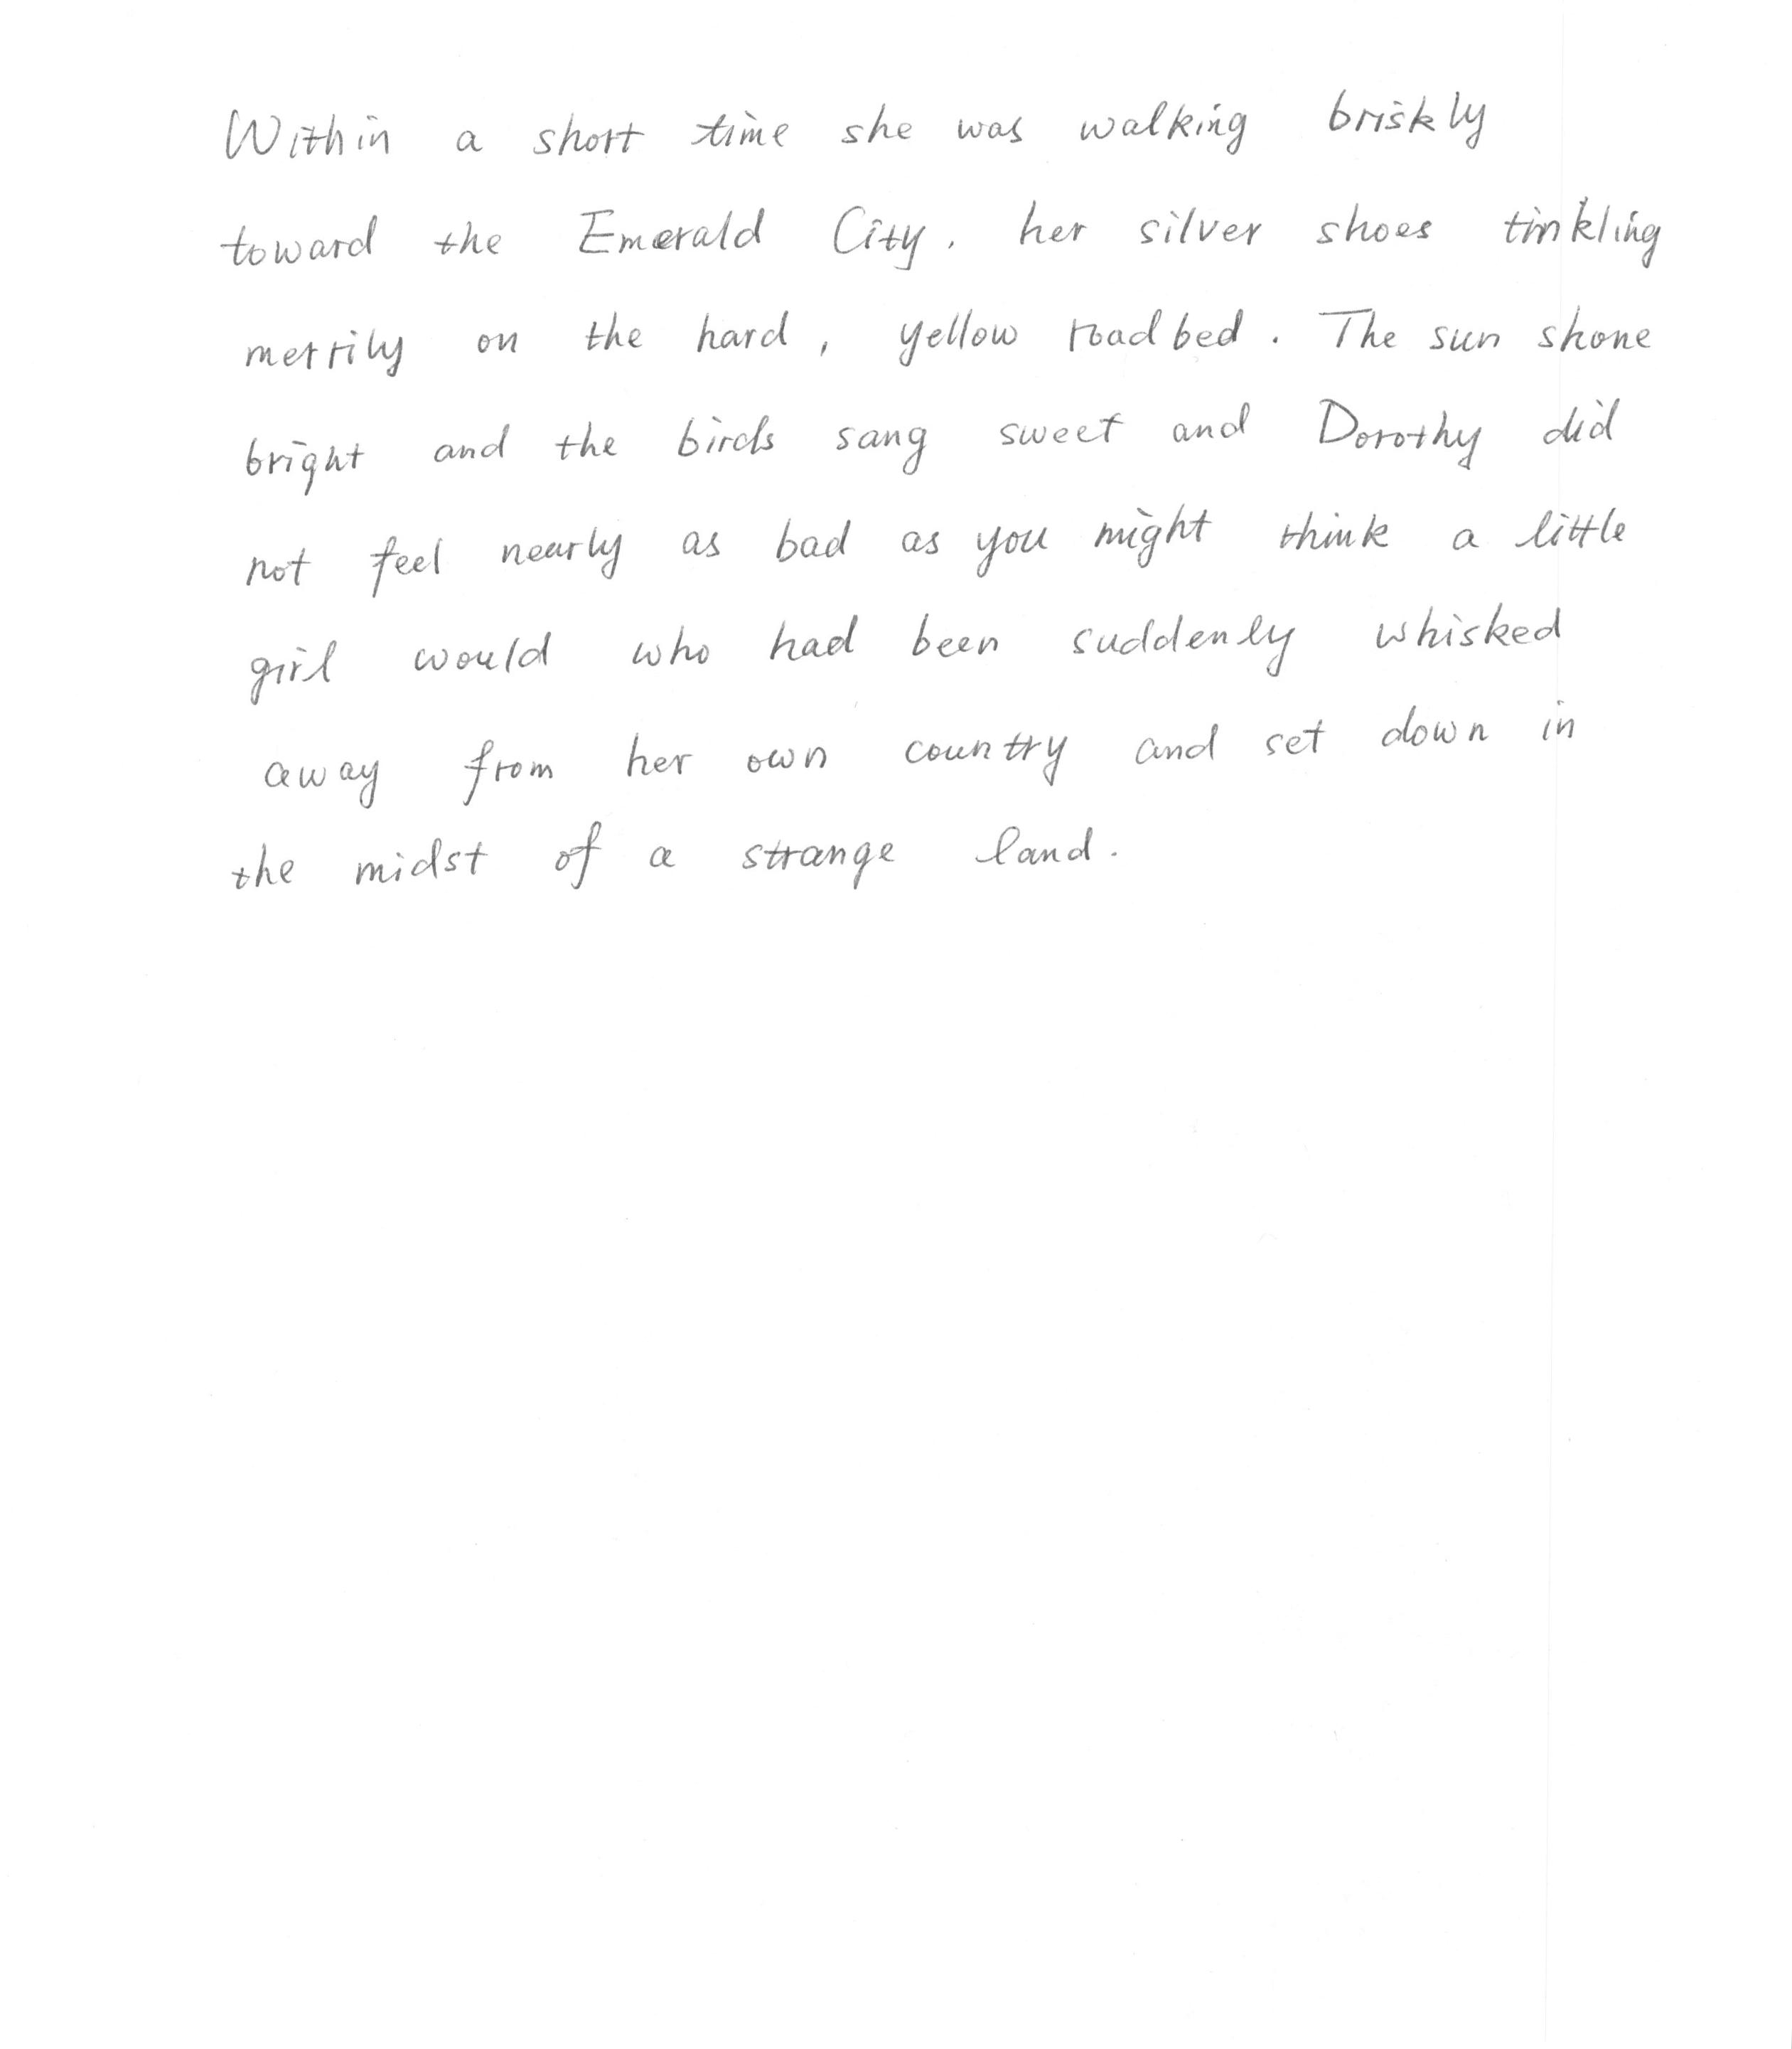 Within a short time she was walking briskly
toward the Emerald City, her silver shoes tinkling
merrily on the hard, yellow roadbed. The sun shone
bright and the birds sang sweet and Dorothy did
not feel nearly as bad as you might think a little
girl would who had been suddenly whisked
away from her own country and set down in
the midst of a strange land.